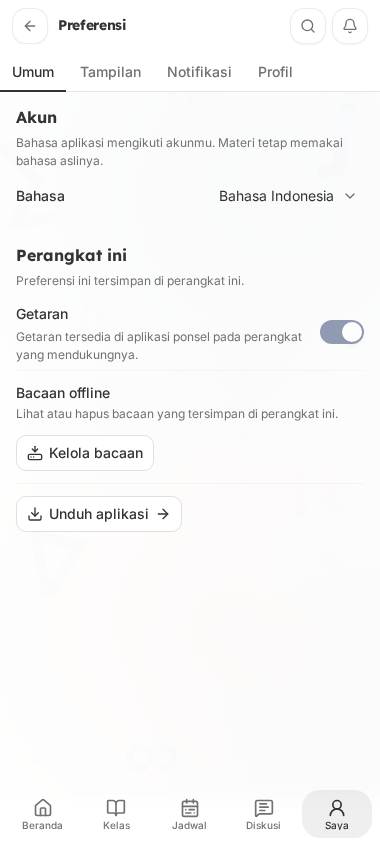 Preferensi
Umum
Tampilan
Notifikasi
Profil
Akun
Bahasa aplikasi mengikuti akunmu. Materi tetap memakai
bahasa aslinya.
Bahasa
Bahasa Indonesia
Perangkat ini
Preferensi ini tersimpan di perangkat ini.
Getaran
Getaran tersedia di aplikasi ponsel pada perangkat
yang mendukungnya.
Bacaan offline
Lihat atau hapus bacaan yang tersimpan di perangkat ini.
Kelola bacaan
Unduh aplikasi
Beranda
Kelas
Jadwal
Diskusi
Saya